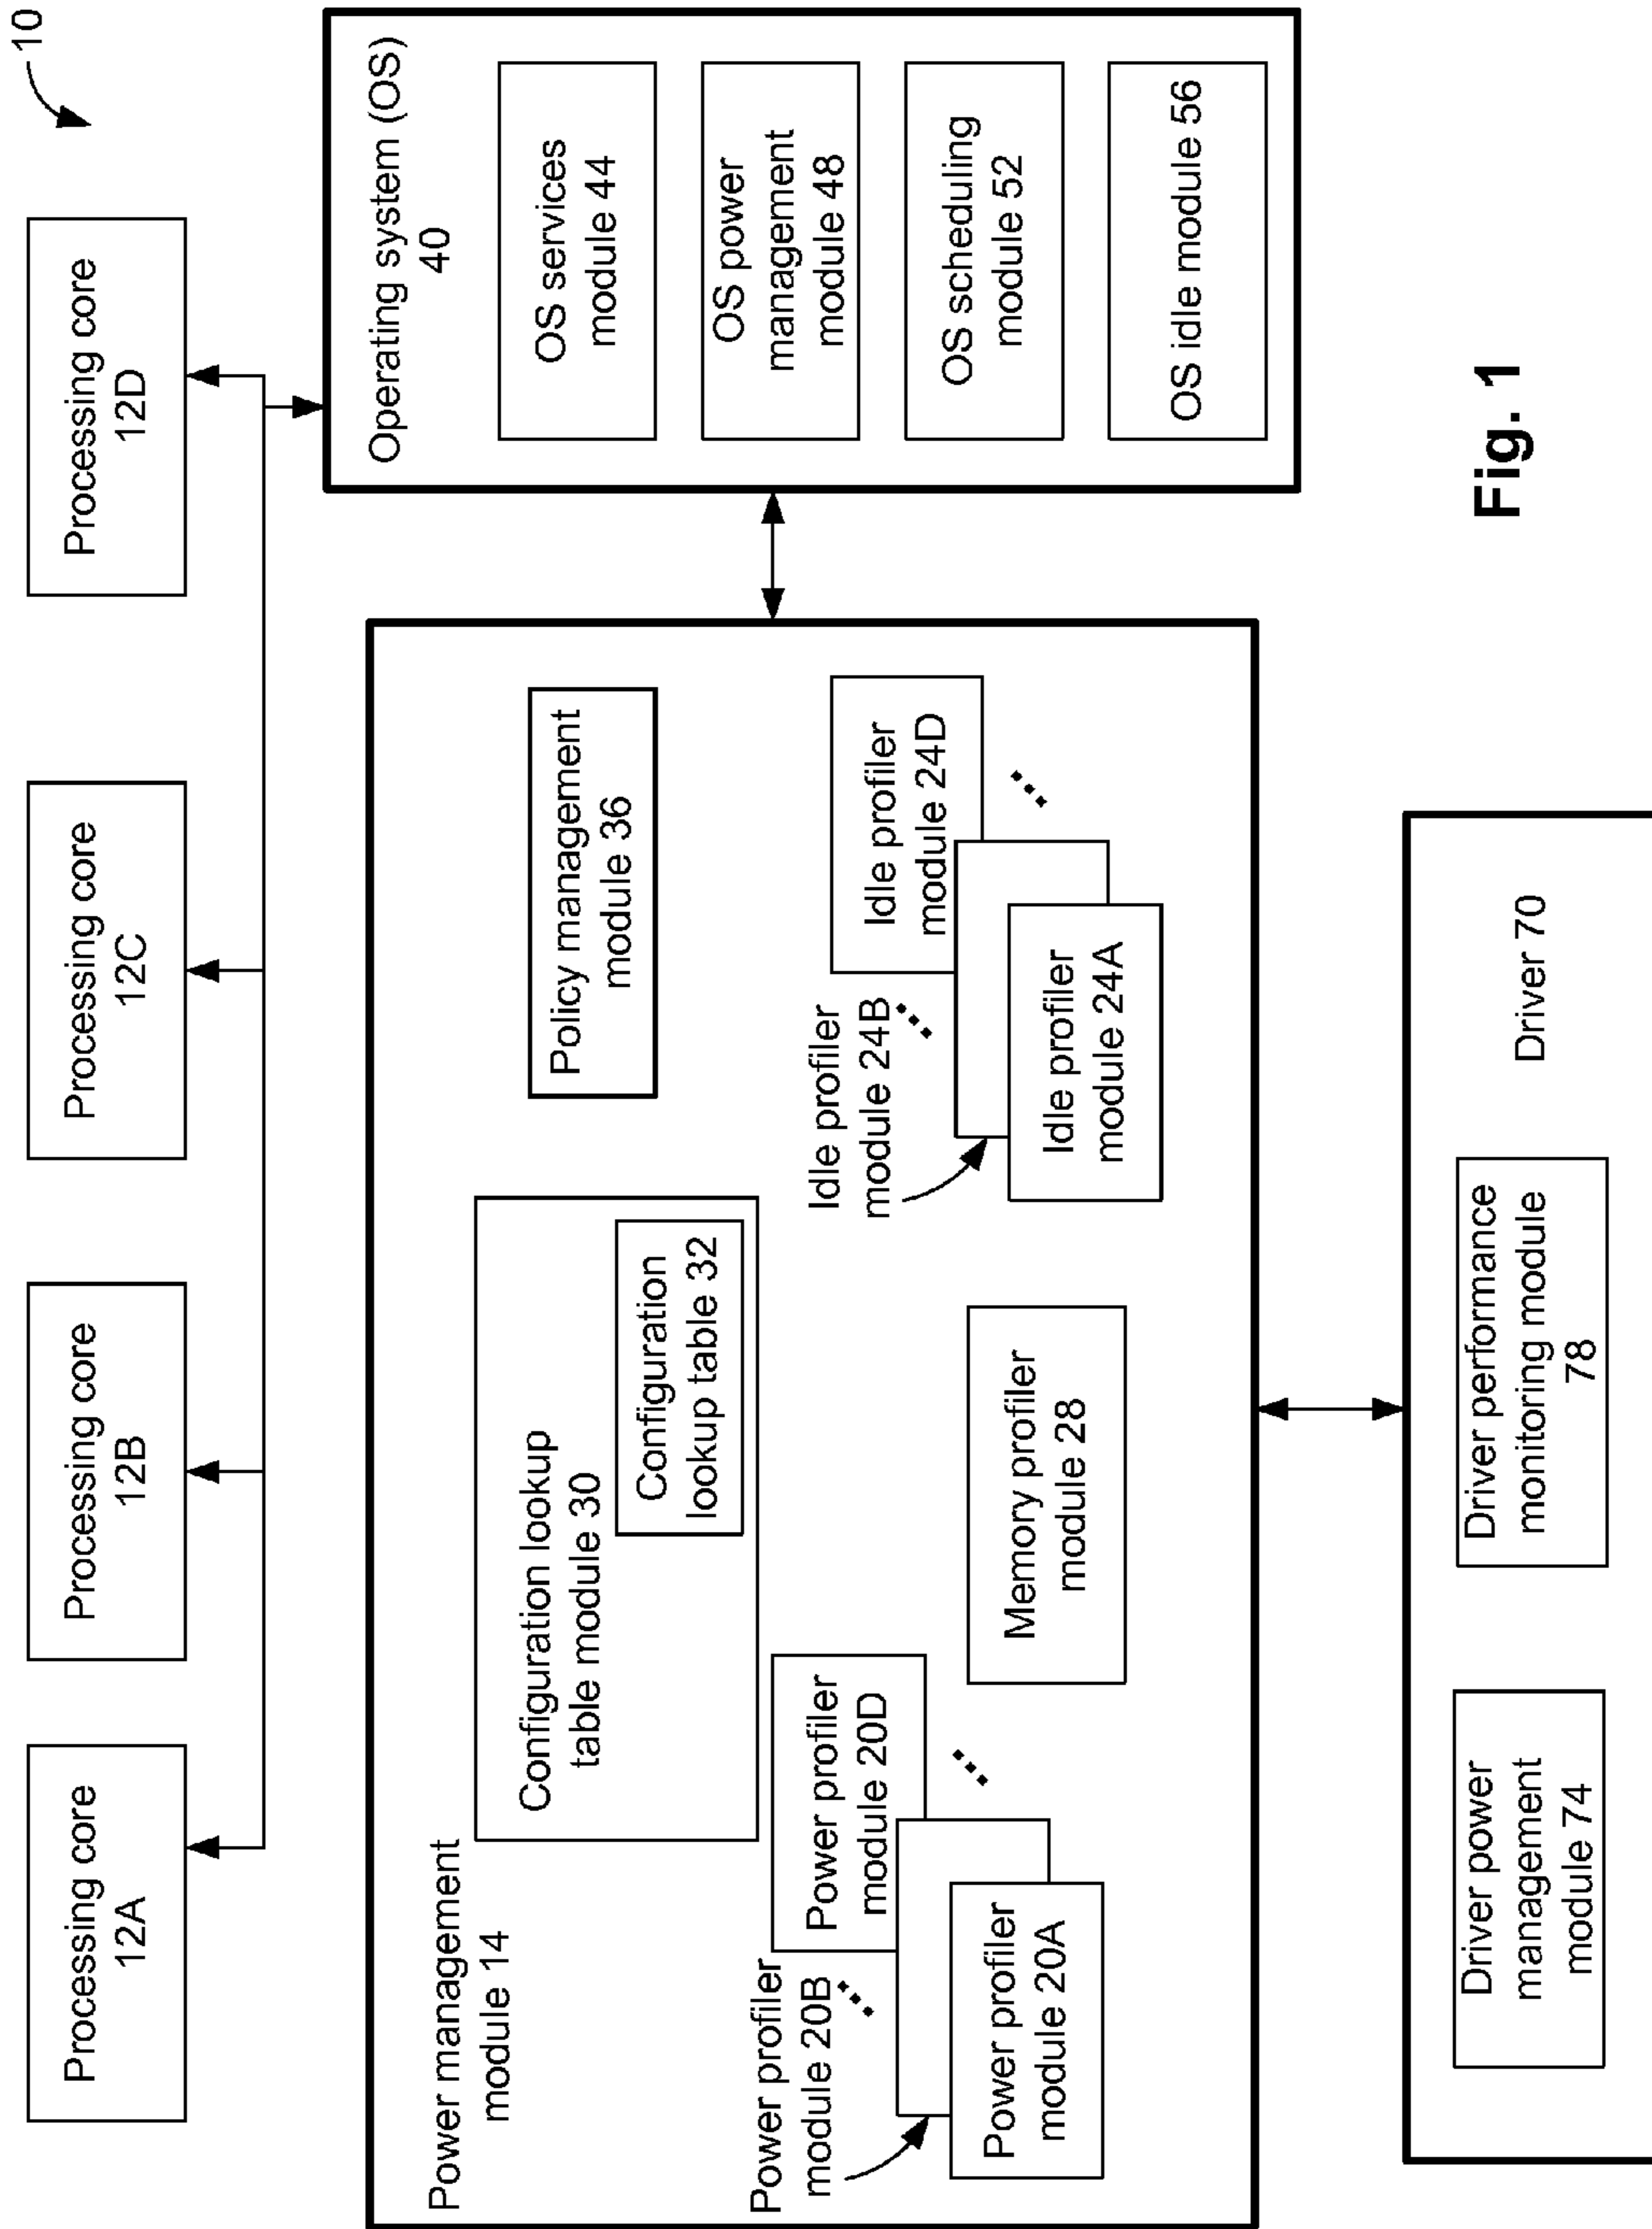 10
Processing core
12A
Processing core
12B
Processing core
12C
Processing core
12D
Power management
module 14
Configuration lookup
table module 30
Configuration
lookup table 32
Policy management
module 36
Power profiler
module 20B
Power profiler
module 20D
Power profiler
module 20A
Memory profiler
module 28
Idle profiler
module 24B
Idle profiler
module 24D
Idle profiler
module 24A
Operating system (OS)
40
OS services
module 44
OS power
management
module 48
OS scheduling
module 52
OS idle module 56
Driver power
management
module 74
Driver performance
monitoring module
78
Driver 70
Fig. 1